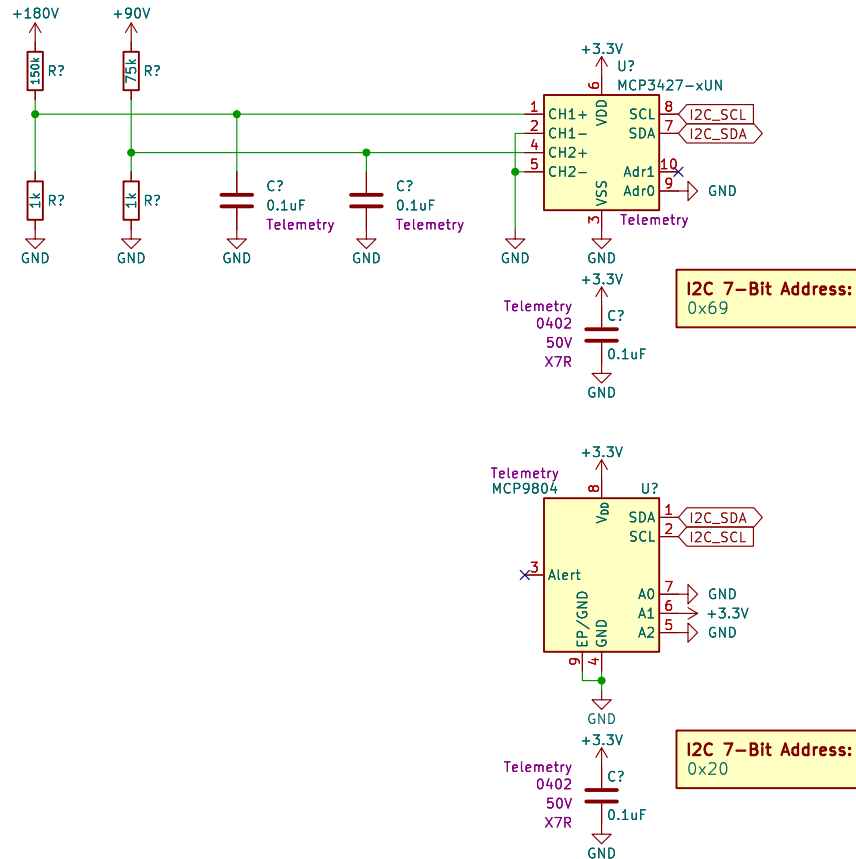 +180V
+90V
150k
R?
75k
R?
1k
R?
1k
R?
GND
GND
C?
0.1uF
Telemetry
GND
C?
0.1uF
Telemetry
GND
GND
+3.3V
U?
MCP3427-xUN
6
VDD
1
CH1+
2
CH1-
4
CH2+
5
CH2-
SCL
8
I2C_SCL
SDA
7
I2C_SDA
Adr1
10
Adr0
9
GND
VSS
3
Telemetry
GND
I2C 7-Bit Address:
0x69
+3.3V
Telemetry
0402
50V
X7R
C?
0.1uF
GND
+3.3V
Telemetry
MCP9804
U?
8
VDD
SDA
1
I2C_SDA
SCL
2
I2C_SCL
3
Alert
A0
7
GND
A1
6
+3.3V
A2
5
GND
EP/GND
GND
9
4
GND
I2C 7-Bit Address:
0x20
+3.3V
Telemetry
0402
50V
X7R
C?
0.1uF
GND